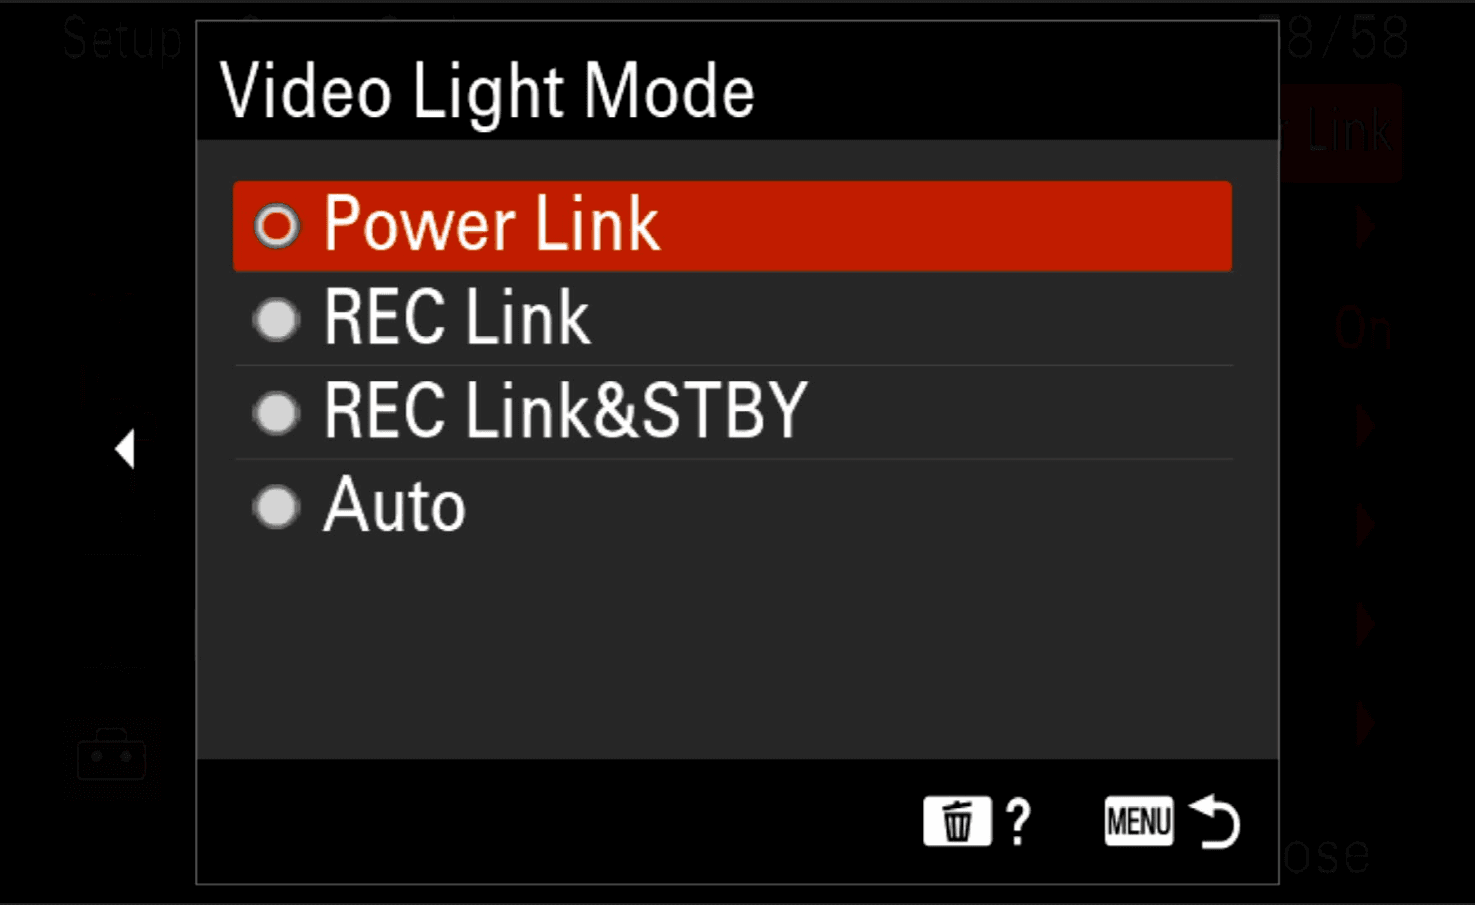 Setup
8/58
Video Light Mode
Link
Power Link
REC Link
On
REC Link&STBY
Auto
?
MENU
ose